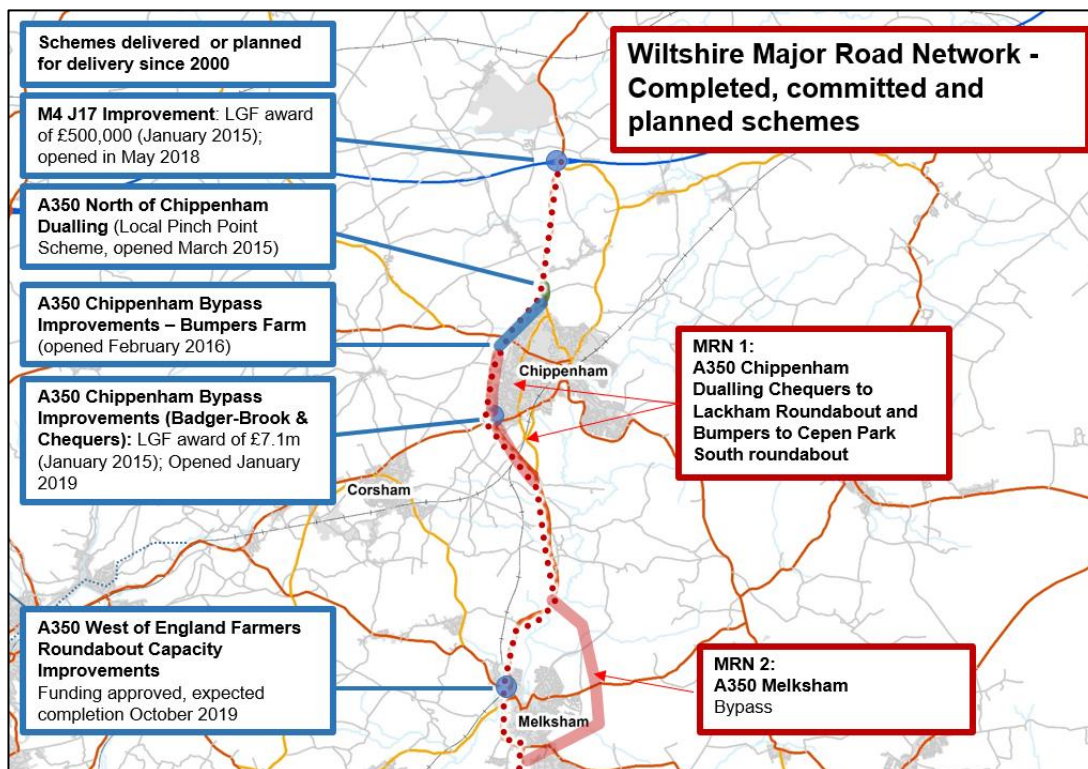 Schemes delivered or planned
for delivery since 2000
Wiltshire Major Road Network -
Completed, committed and
planned schemes
M4 J17 Improvement: LGF award
of £500,000 (January 2015);
opened in May 2018
A350 North of Chippenham
Dualling (Local Pinch Point
Scheme, opened March 2015)
A350 Chippenham Bypass
Improvements – Bumpers Farm
(opened February 2016)
A350 Chippenham Bypass
Improvements (Badger-Brook &
Chequers): LGF award of £7.1m
(January 2015); Opened January
2019
Chippenham
MRN 1:
A350 Chippenham
Dualling Chequers to
Lackham Roundabout and
Bumpers to Cepen Park
South roundabout
Corsham
A350 West of England Farmers
Roundabout Capacity
Improvements
Funding approved, expected
completion October 2019
Melksham
MRN 2:
A350 Melksham
Bypass